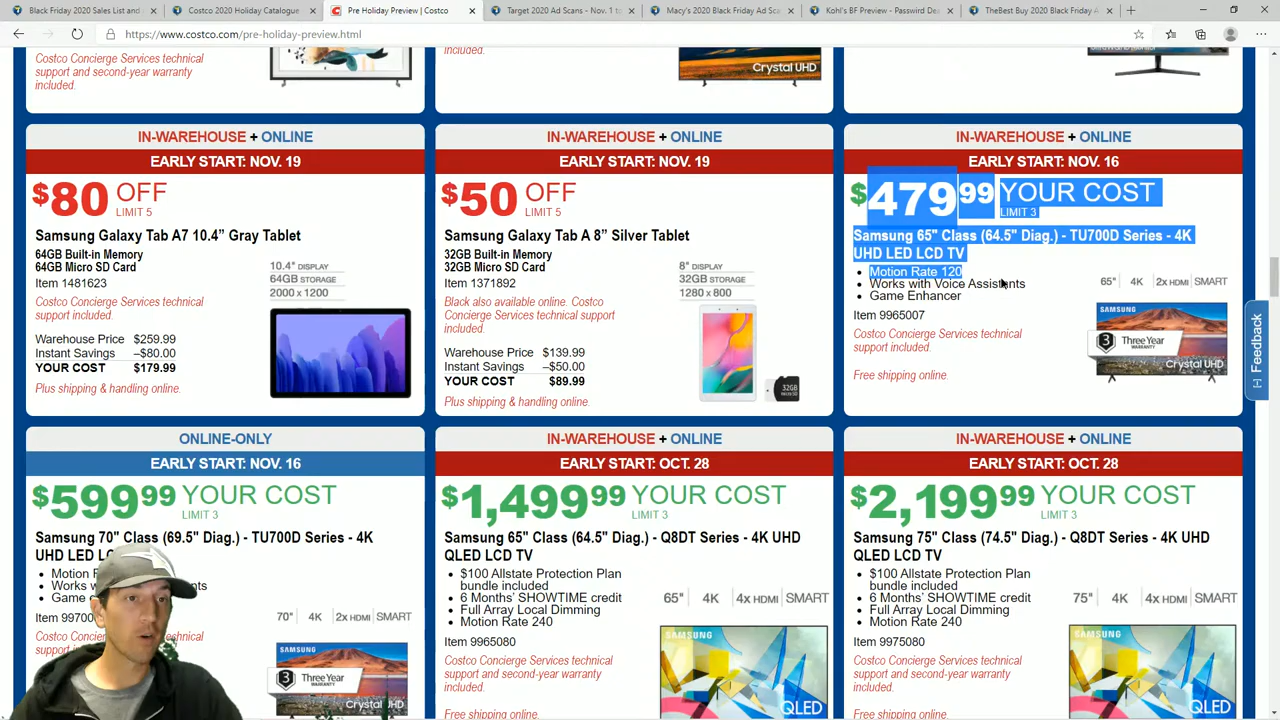 Black Friday 2020 Sales List and
Costco 2020 Holiday Catalogue
Pre Holiday Preview | Costco
Target 2020 Ad Scans - Nov. 1 to
Macy's 2020 Black Friday Ad Sca
Kohl's BF Preview - Passwird De
TheBest Buy 2020 Black Friday A
https://www.costco.com/pre-holiday-preview.html
Costco Concierge Services technical
support and second-year warranty
included.
included.
Crystal UHD
IN-WAREHOUSE + ONLINE
EARLY START: NOV. 19
$80 OFF
LIMIT 5
Samsung Galaxy Tab A7 10.4” Gray Tablet
64GB Built-in Memory
64GB Micro SD Card
Item 1481623
Costco Concierge Services technical
support included.
Warehouse Price $259.99
Instant Savings –$80.00
YOUR COST $179.99
Plus shipping & handling online.
10.4" DISPLAY
64GB STORAGE
2000 x 1200
IN-WAREHOUSE + ONLINE
EARLY START: NOV. 19
$50 OFF
LIMIT 5
Samsung Galaxy Tab A 8” Silver Tablet
32GB Built-in Memory
32GB Micro SD Card
Item 1371892
Black also available online. Costco
Concierge Services technical support
included.
Warehouse Price $139.99
Instant Savings –$50.00
YOUR COST $89.99
Plus shipping & handling online.
8" DISPLAY
32GB STORAGE
1280 x 800
32GB
IN-WAREHOUSE + ONLINE
EARLY START: NOV. 16
$479.99 YOUR COST
LIMIT 3
Samsung 65" Class (64.5" Diag.) - TU700D Series - 4K
UHD LED LCD TV
• Motion Rate 120
• Works with Voice Assistants
• Game Enhancer
Item 9965007
Costco Concierge Services technical
support included.
Free shipping online.
65" | 4K | 2x HDMI | SMART
SAMSUNG
3 Three Year
WARRANTY
Crystal UHD
[-] Feedback
ONLINE-ONLY
EARLY START: NOV. 16
$599.99 YOUR COST
LIMIT 3
Samsung 70" Class (69.5" Diag.) - TU700D Series - 4K
UHD LED LC
• Motion
• Works
• Game
Item 99700
Costco
support
70" | 4K | 2x HDMI | SMART
SAMSUNG
3 Three Year
WARRANTY
Crystal UHD
IN-WAREHOUSE + ONLINE
EARLY START: OCT. 28
$1,499.99 YOUR COST
LIMIT 3
Samsung 65" Class (64.5" Diag.) - Q8DT Series - 4K UHD
QLED LCD TV
• $100 Allstate Protection Plan
bundle included
• 6 Months' SHOWTIME credit
• Full Array Local Dimming
• Motion Rate 240
Item 9965080
Costco Concierge Services technical
support and second-year warranty
included.
Free shipping online.
65" | 4K | 4x HDMI | SMART
SAMSUNG
QLED
IN-WAREHOUSE + ONLINE
EARLY START: OCT. 28
$2,199.99 YOUR COST
LIMIT 3
Samsung 75" Class (74.5" Diag.) - Q8DT Series - 4K UHD
QLED LCD TV
• $100 Allstate Protection Plan
bundle included
• 6 Months' SHOWTIME credit
• Full Array Local Dimming
• Motion Rate 240
Item 9975080
Costco Concierge Services technical
support and second-year warranty
included.
Free shipping online.
75" | 4K | 4x HDMI | SMART
SAMSUNG
QLED